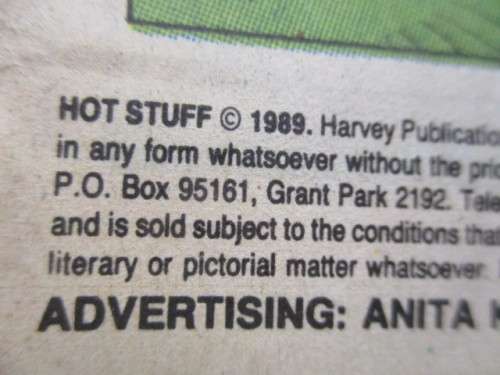 HOT STUFF © 1989. Harvey
in any form whatsoever without the
P.O. Box 95161, Grant Park 2192.
and is sold subject to the conditions
literary or pictorial matter whatsoever.
ADVERTISING: ANITA